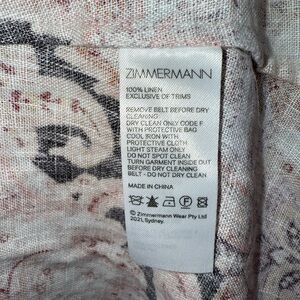 ZIMMERMANN
100% LINEN
EXCLUSIVE OF TRIMS
REMOVE BELT BEFORE DRY
CLEANING
DRY CLEAN ONLY CODE F
WITH PROTECTIVE BAG
COOL IRON WITH
PROTECTIVE CLOTH
LIGHT STEAM ONLY
DO NOT SPOT CLEAN
TURN GARMENT INSIDE OUT
BEFORE DRY CLEANING
BELT - DO NOT DRY CLEAN
MADE IN CHINA
F
© Zimmermann Wear Pty Ltd
2021, Sydney.